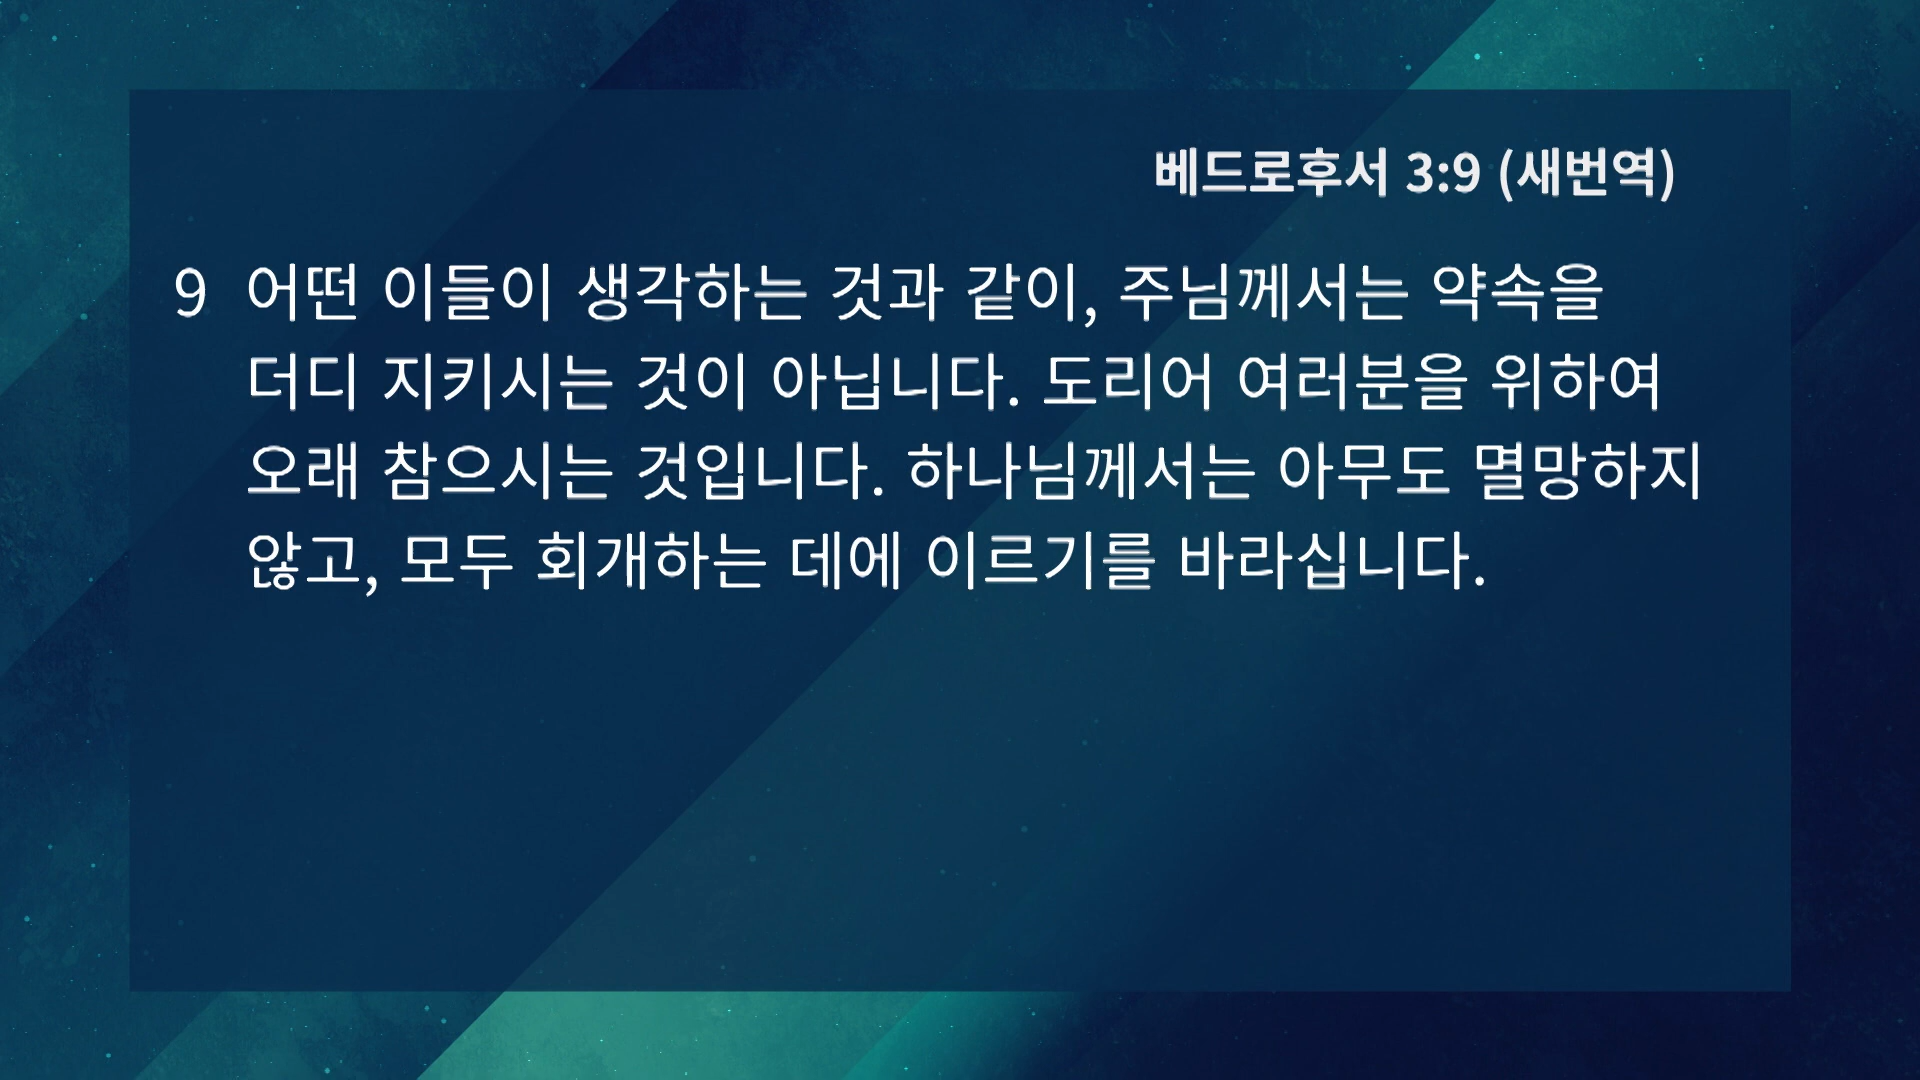 베드로후서 3:9 (새번역)
9 어떤 이들이 생각하는 것과 같이, 주님께서는 약속을
더디 지키시는 것이 아닙니다. 도리어 여러분을 위하여
오래 참으시는 것입니다. 하나님께서는 아무도 멸망하지
않고, 모두 회개하는 데에 이르기를 바라십니다.